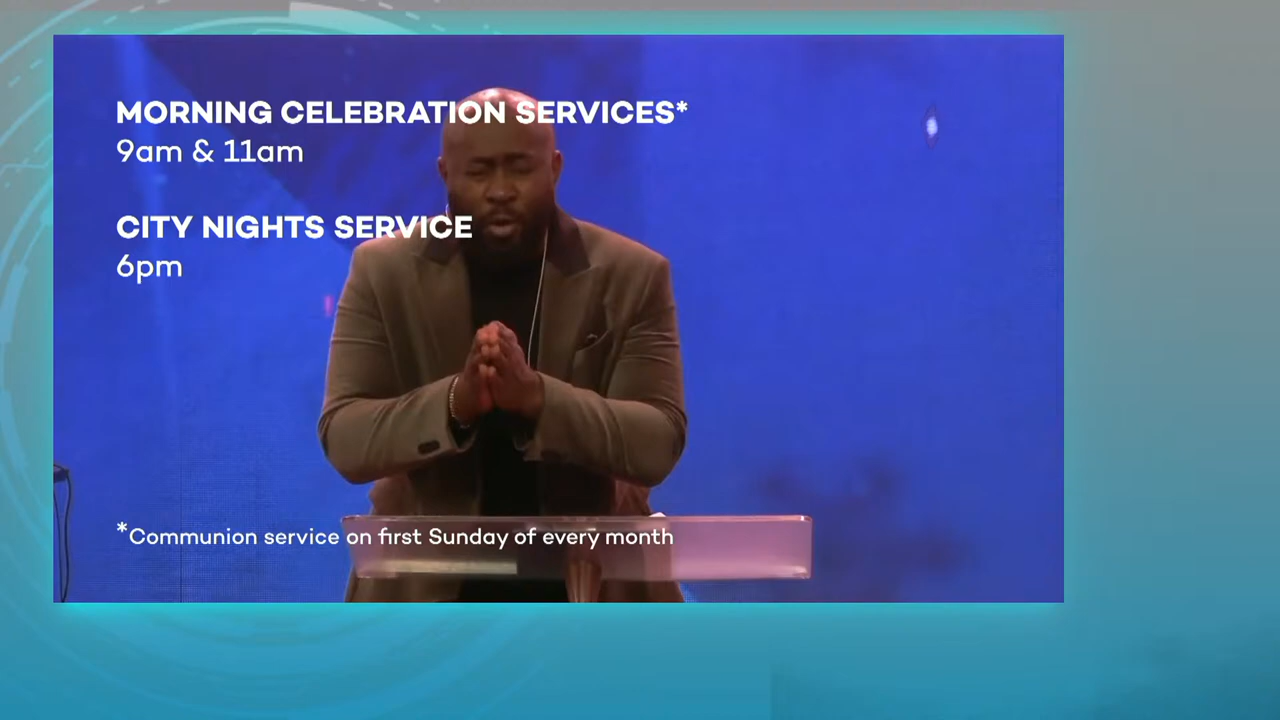 MORNING CELEBRATION SERVICES*
9am & 11am
CITY NIGHTS SERVICE
6pm
*Communion service on first Sunday of every month